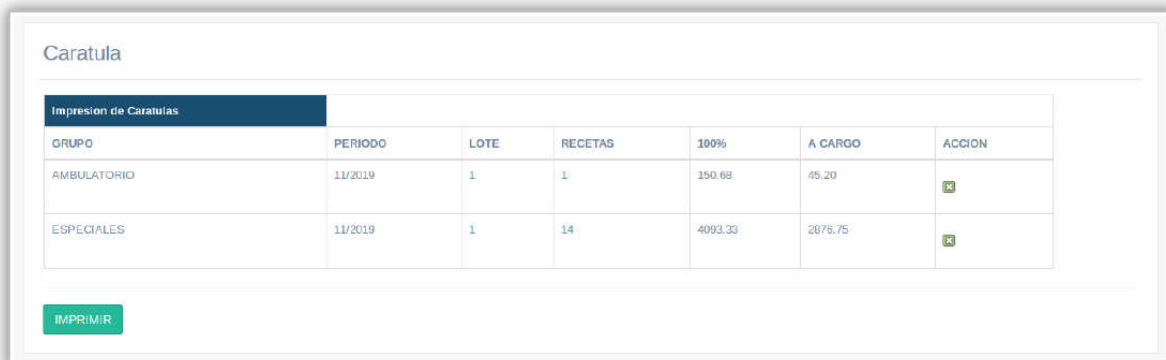 Caratula
Impresion de Caratulas
GRUPO PERIODO LOTE RECETAS 100% A CARGO ACCION
AMBULATORIO 11/2019 1 1 150.68 45.20
ESPECIALES 11/2019 1 14 4093.33 2876.75
IMPRIMIR